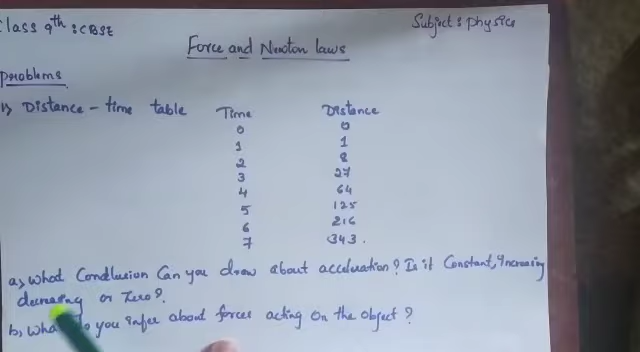 Class 9th : CBSE
Subject : physics
Force and Newton laws
problems
1) Distance - time table Time Distance
0 0
1 1
2 8
3 27
4 64
5 125
6 216
7 343.
a) What Condlusion Can you draw about acceluation? Is it Constant, increasing
decreasing or Zero?
b) What do you infer about forces acting on the object?